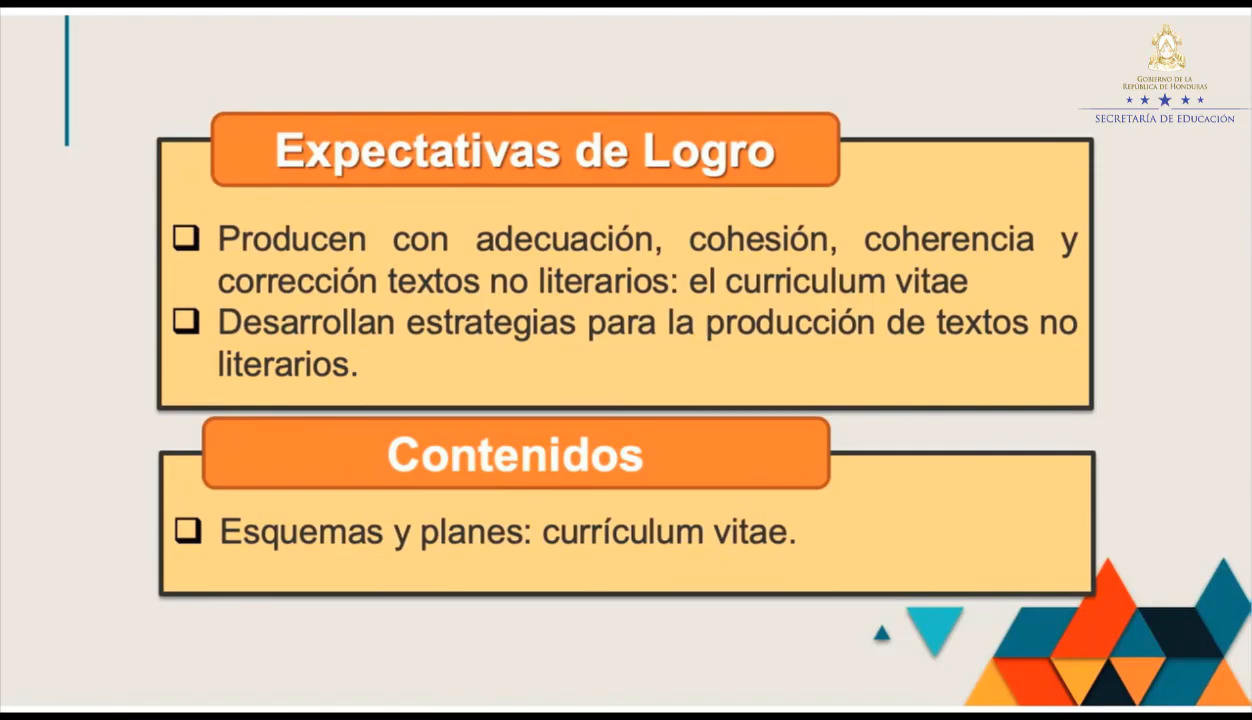 GOBIERNO DE LA
REPÚBLICA DE HONDURAS
SECRETARÍA DE EDUCACIÓN
Expectativas de Logro
Producen con adecuación, cohesión, coherencia y
corrección textos no literarios: el curriculum vitae
Desarrollan estrategias para la producción de textos no
literarios.
Contenidos
Esquemas y planes: currículum vitae.